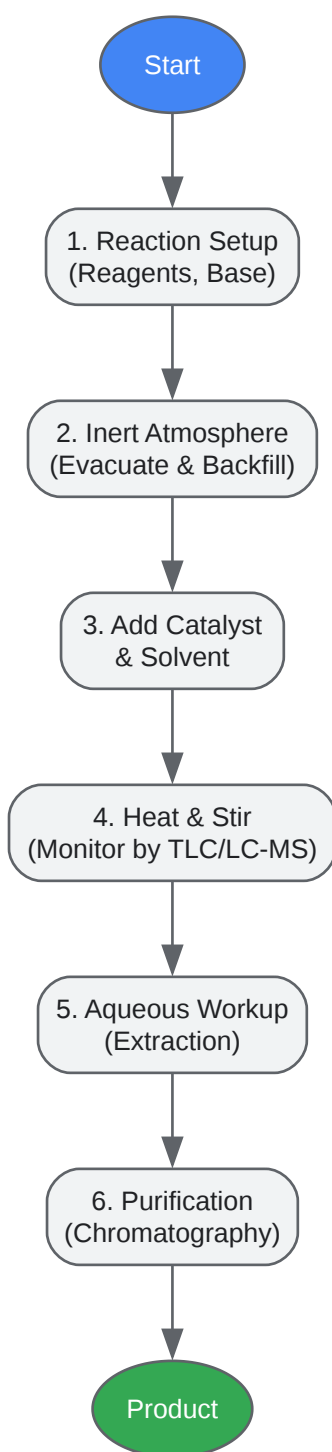 Start
1. Reaction Setup
(Reagents, Base)
2. Inert Atmosphere
(Evacuate & Backfill)
3. Add Catalyst
& Solvent
4. Heat & Stir
(Monitor by TLC/LC-MS)
5. Aqueous Workup
(Extraction)
6. Purification
(Chromatography)
Product